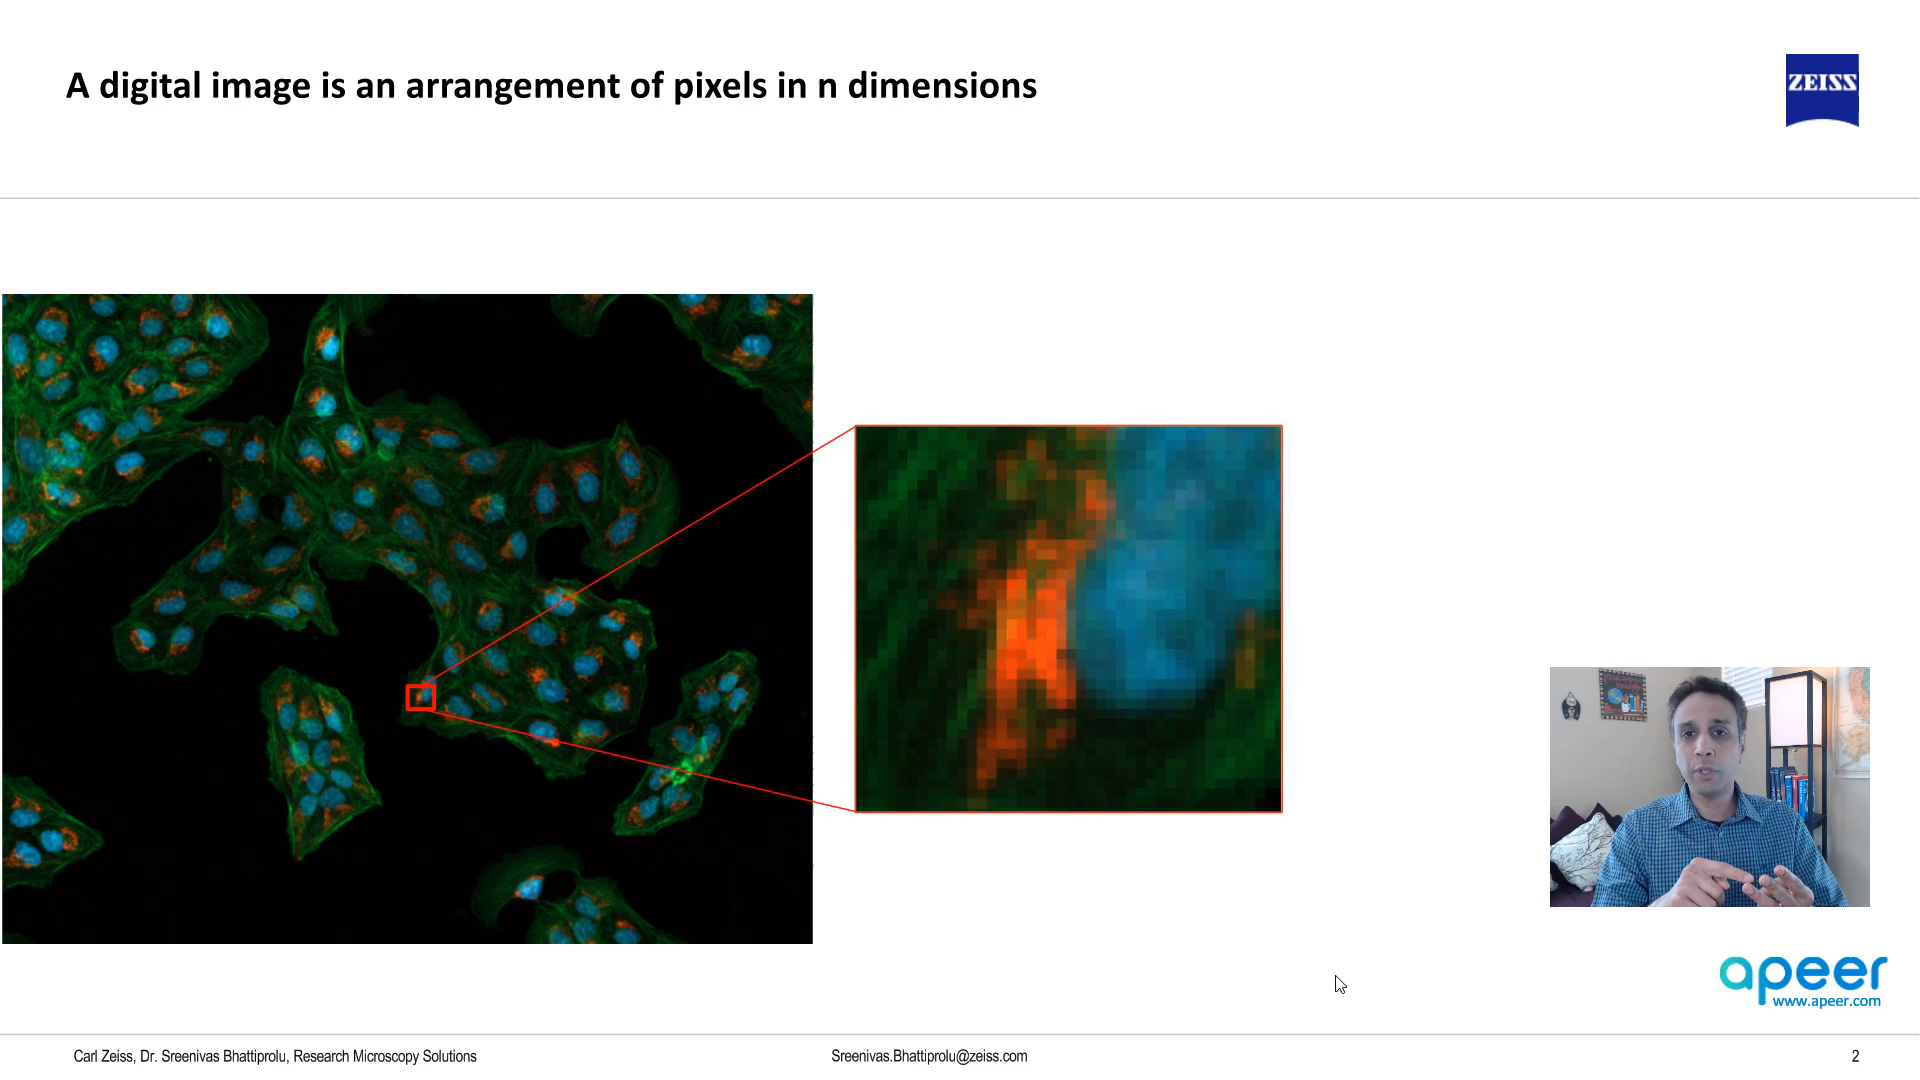 A digital image is an arrangement of pixels in n dimensions
ZEISS
apeer
www.apeer.com
Carl Zeiss, Dr. Sreenivas Bhattiprolu, Research Microscopy Solutions
Sreenivas.Bhattiprolu@zeiss.com
2